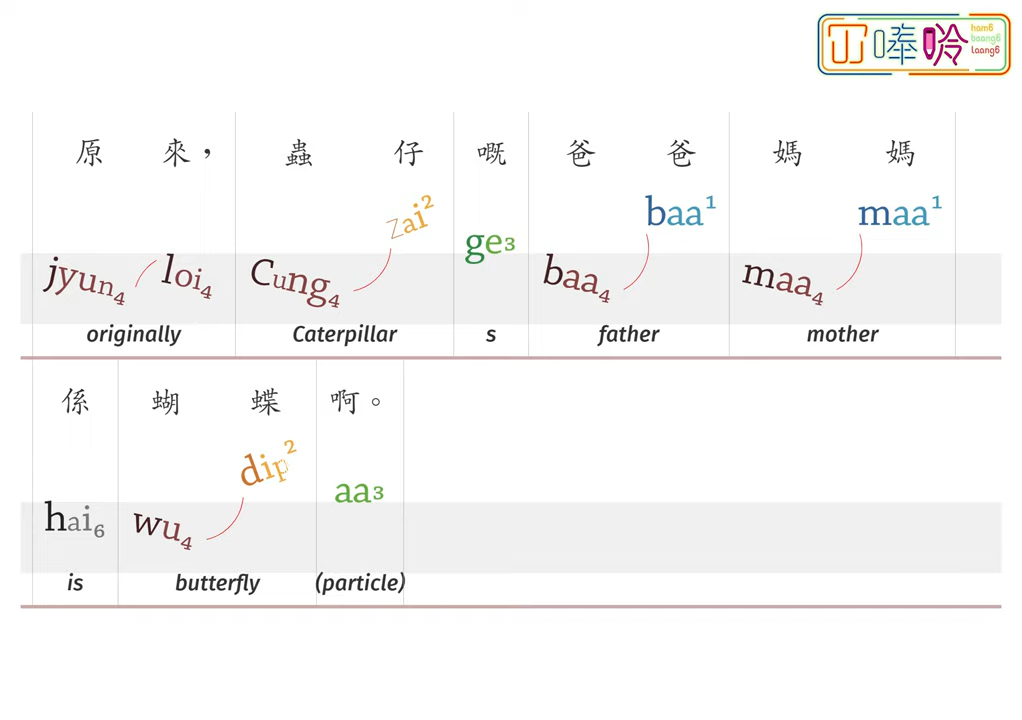 冚唪唥
ham6
baang6
laang6
原來， 蟲仔 嘅 爸爸 媽媽
jyun4 loi4 Cung4 zai2 ge3 baa4 baa1 maa4 maa1
originally Caterpillar s father mother
係 蝴蝶 啊。
hai6 wu4 dip2 aa3
is butterfly (particle)